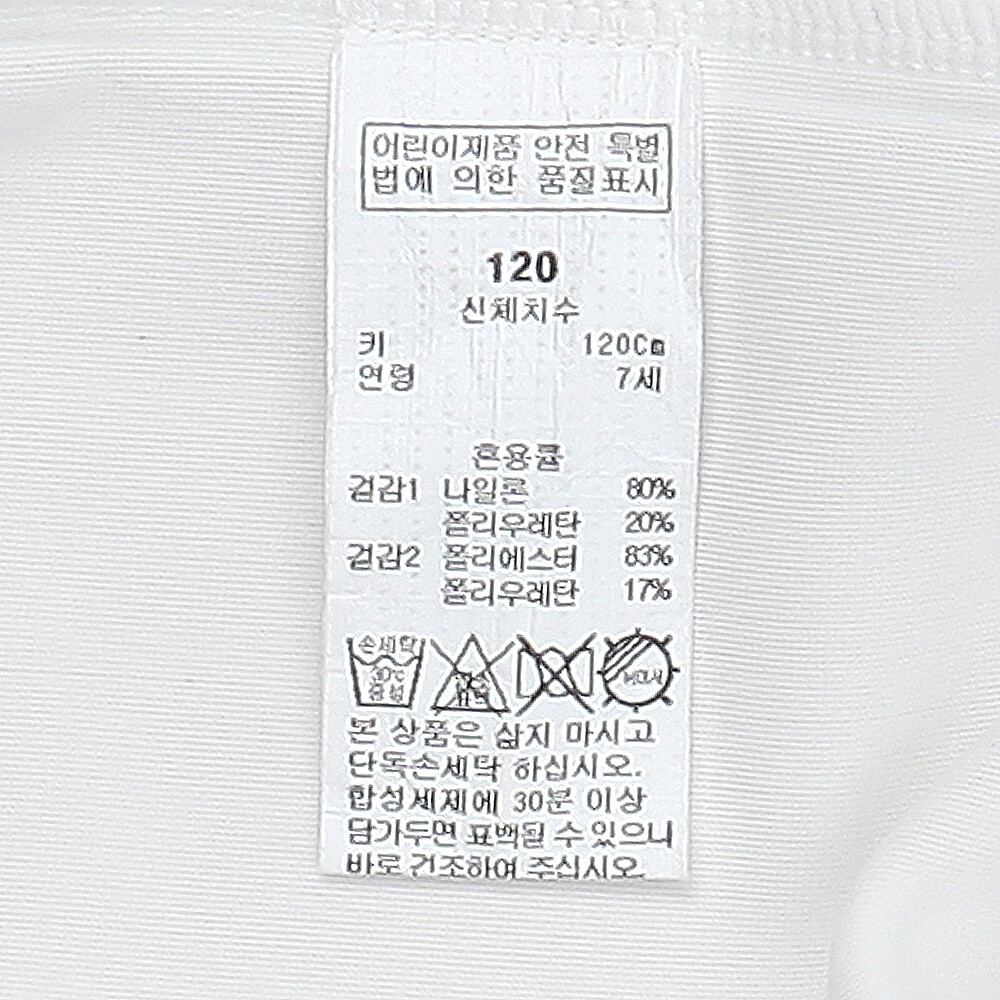 어린이제품 안전 특별
법에 의한 품질표시
120
신체치수
키 120Cm
연령 7세
혼용률
겉감1 나일론 80%
폴리우레탄 20%
겉감2 폴리에스터 83%
폴리우레탄 17%
손세탁
30℃
중성
본 상품은 삶지 마시고
단독손세탁 하십시오.
합성세제에 30분 이상
담가두면 표백될 수 있으니
바로 건조하여 주십시오.